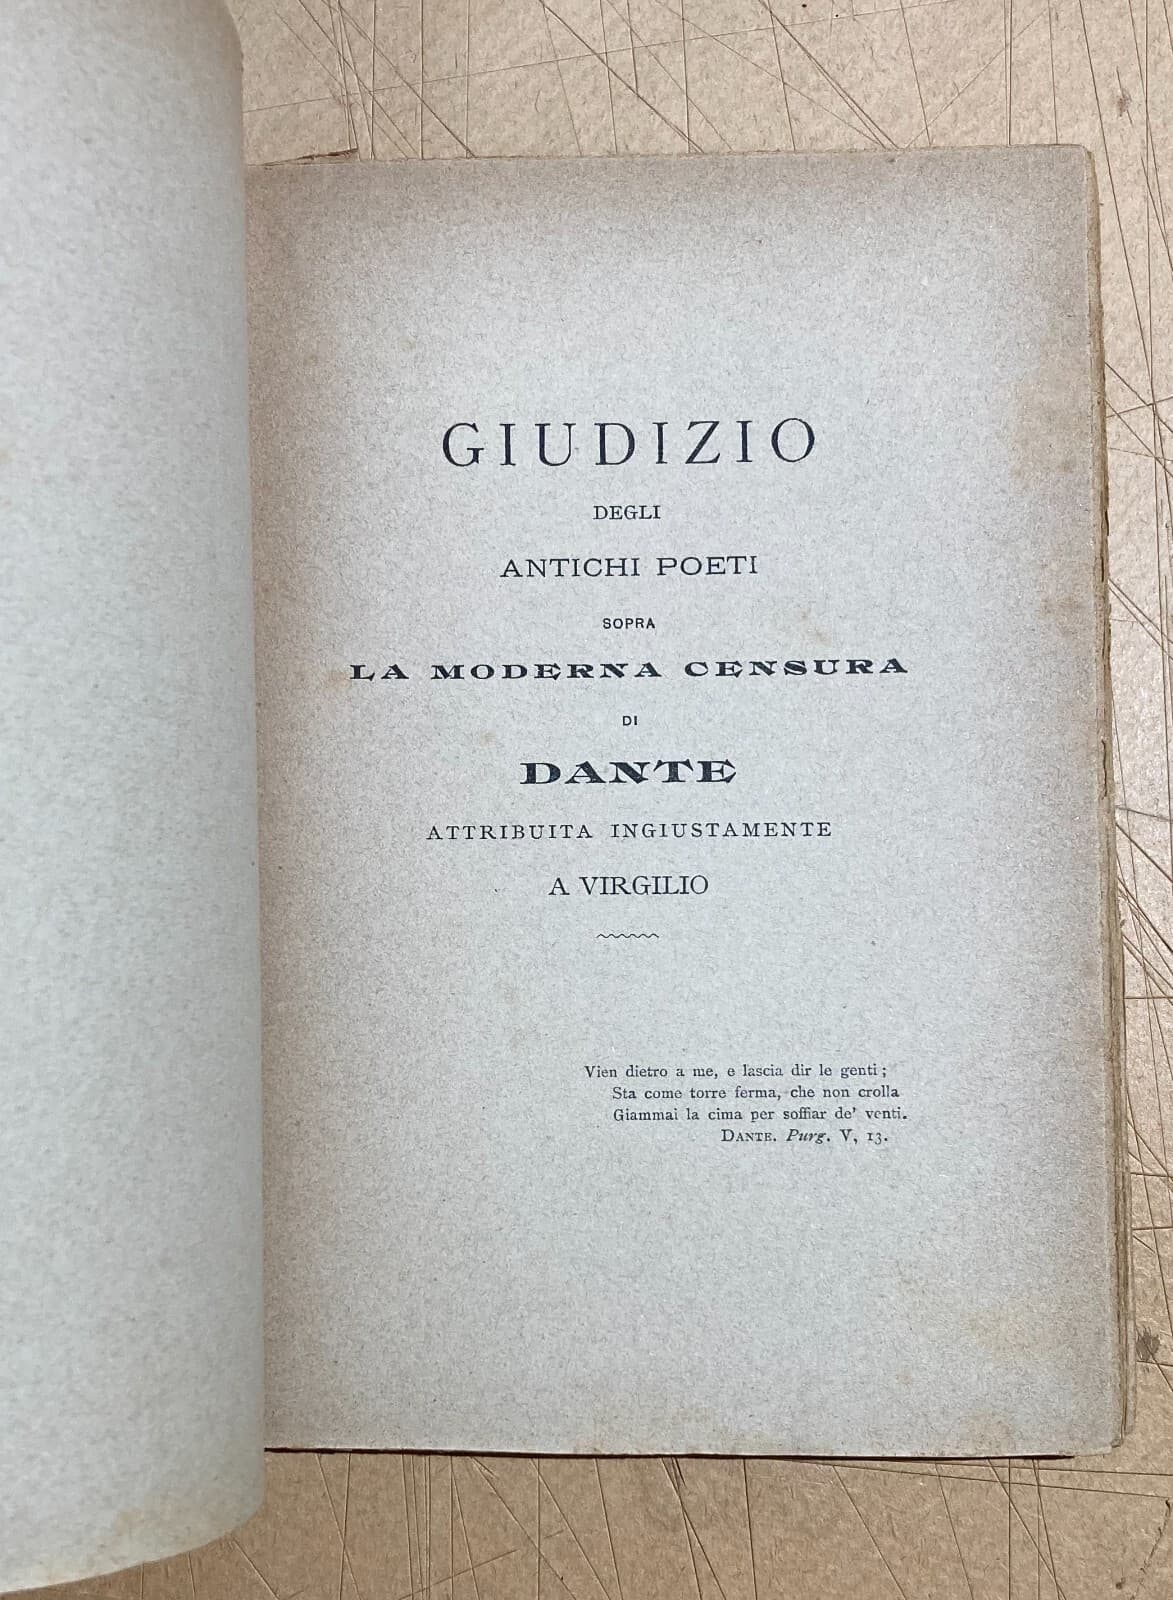 GIUDIZIO
DEGLI
ANTICHI POETI
SOPRA
LA MODERNA CENSURA
DI
DANTE
ATTRIBUITA INGIUSTAMENTE
A VIRGILIO
Vien dietro a me, e lascia dir le genti;
Sta come torre ferma, che non crolla
Giammai la cima per soffiar de' venti.
DANTE. Purg. V, 13.